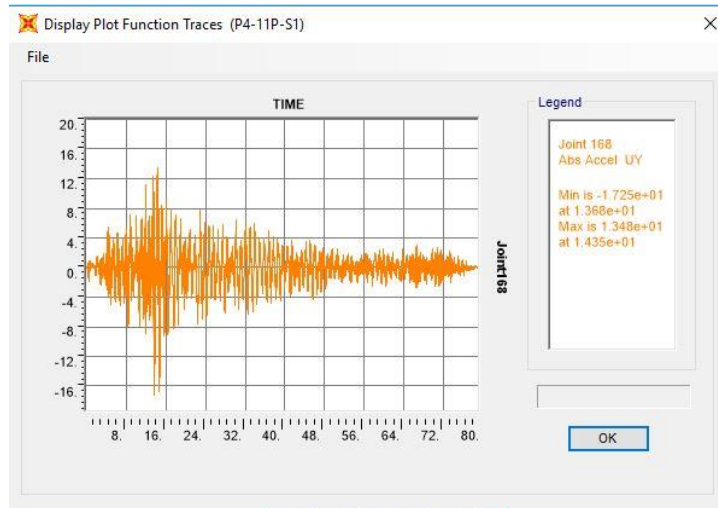 Display Plot Function Traces (P4-11P-S1)
File
TIME
Legend
20.
16.
12.
8.
4.
0.
-4.
-8.
-12.
-16.
Joint168
Joint 168
Abs Accel UY
Min is -1.725e+01
at 1.368e+01
Max is 1.348e+01
at 1.435e+01
8. 16. 24. 32. 40. 48. 56. 64. 72. 80.
OK